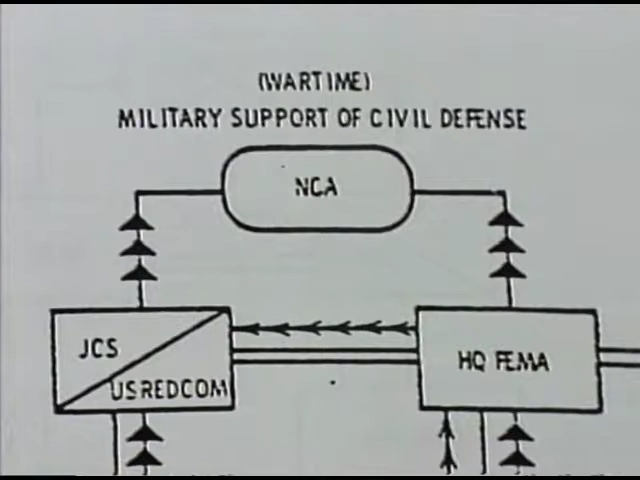 (WARTIME)
MILITARY SUPPORT OF CIVIL DEFENSE
NCA
JCS
USREDCOM
HQ FEMA